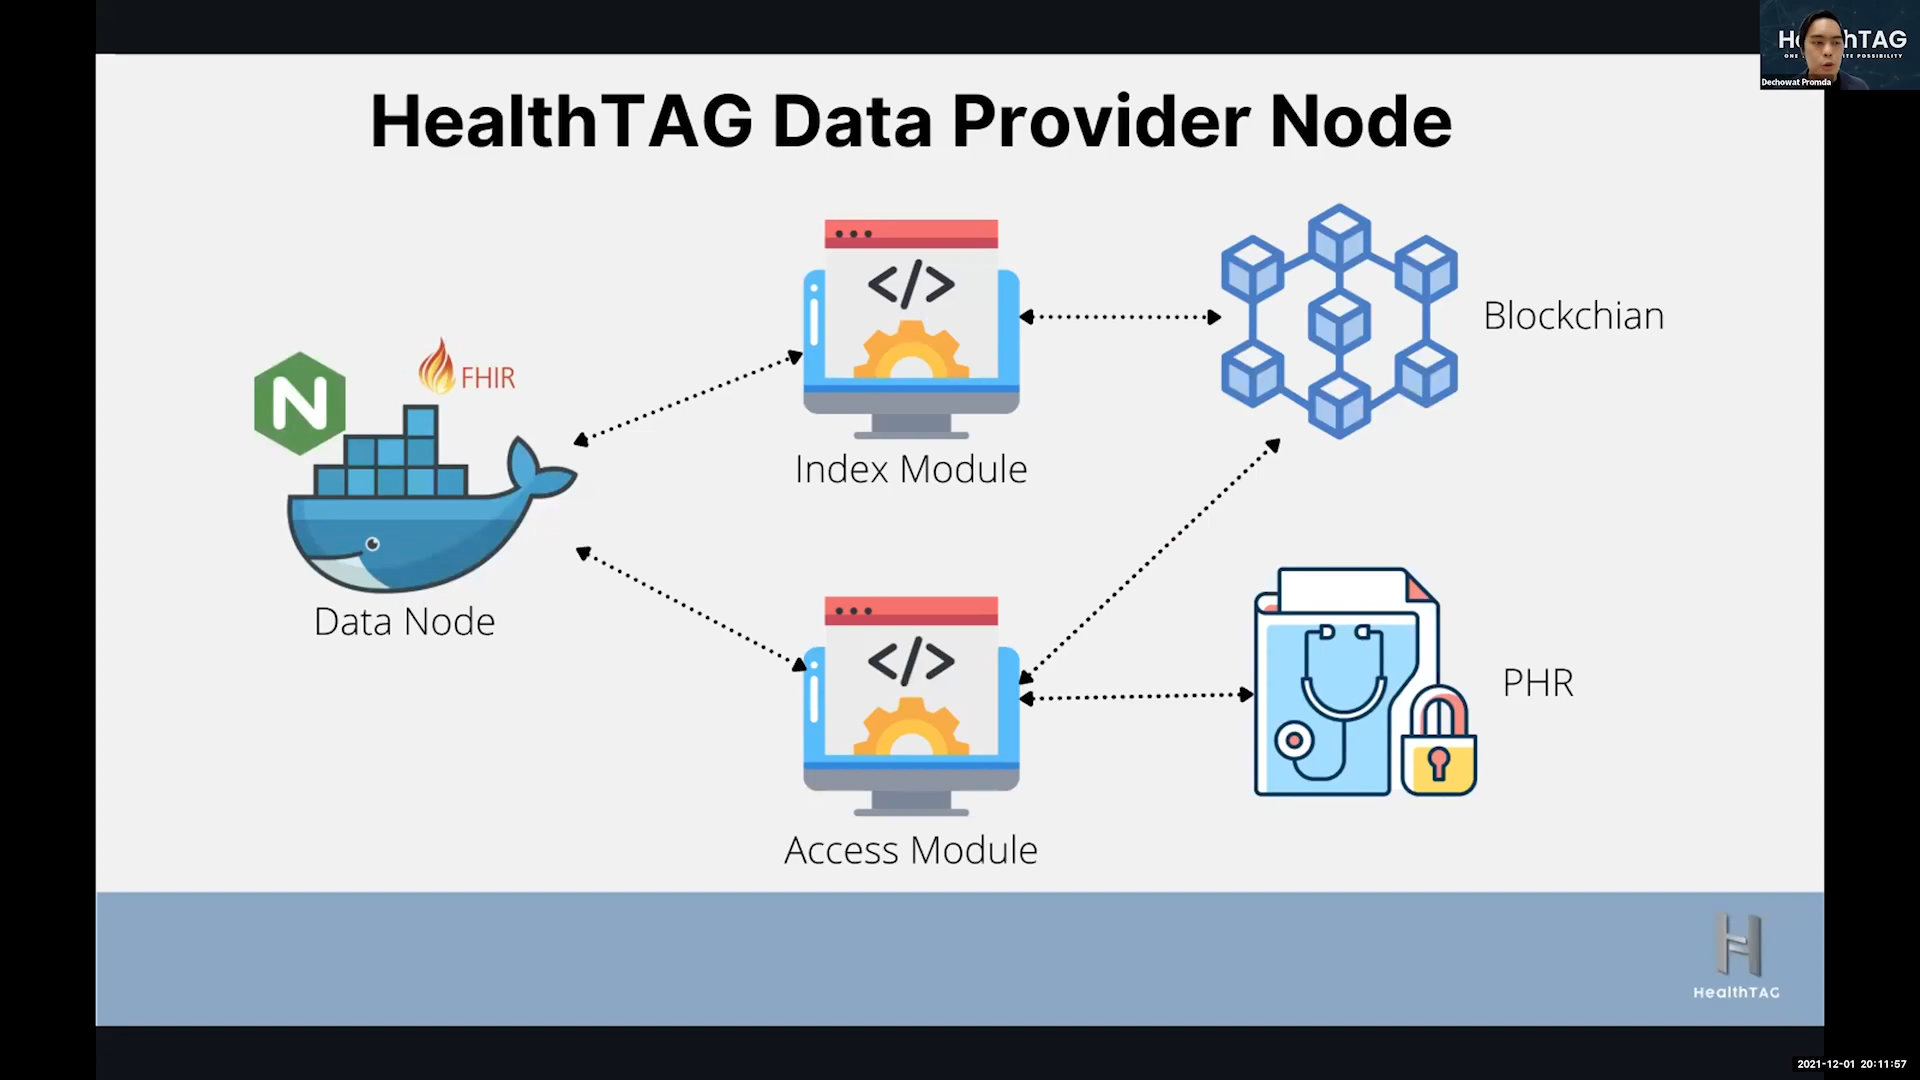 HealthTAG Data Provider Node
HealthTAG
Dechowat Promda
</>
Blockchian
FHIR
N
Index Module
Data Node
</>
PHR
Access Module
H
HealthTAG
2021-12-01 20:11:57